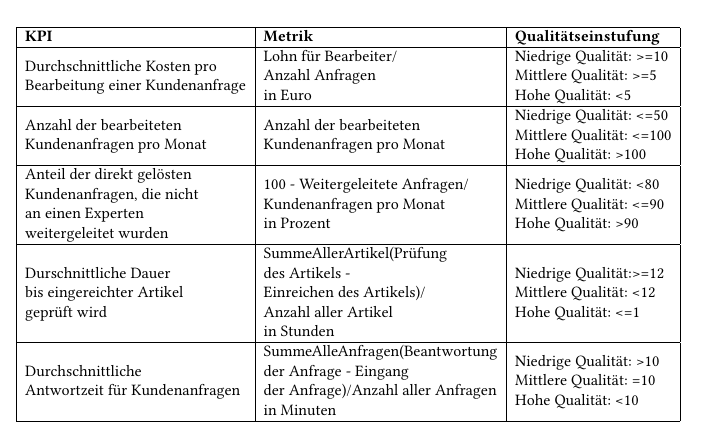 KPI
Metrik
Qualitätseinstufung
Durchschnittliche Kosten pro
Bearbeitung einer Kundenanfrage
Lohn für Bearbeiter/
Anzahl Anfragen
in Euro
Niedrige Qualität: >=10
Mittlere Qualität: >=5
Hohe Qualität: <5
Anzahl der bearbeiteten
Kundenanfragen pro Monat
Anzahl der bearbeiteten
Kundenanfragen pro Monat
Niedrige Qualität: <=50
Mittlere Qualität: <=100
Hohe Qualität: >100
Anteil der direkt gelösten
Kundenanfragen, die nicht
an einen Experten
weitergeleitet wurden
100 - Weitergeleitete Anfragen/
Kundenanfragen pro Monat
in Prozent
Niedrige Qualität: <80
Mittlere Qualität: <=90
Hohe Qualität: >90
Durschnittliche Dauer
bis eingereichter Artikel
geprüft wird
SummeAllerArtikel(Prüfung
des Artikels -
Einreichen des Artikels)/
Anzahl aller Artikel
in Stunden
Niedrige Qualität:>=12
Mittlere Qualität: <12
Hohe Qualität: <=1
Durchschnittliche
Antwortzeit für Kundenanfragen
SummeAlleAnfragen(Beantwortung
der Anfrage - Eingang
der Anfrage)/Anzahl aller Anfragen
in Minuten
Niedrige Qualität: >10
Mittlere Qualität: =10
Hohe Qualität: <10